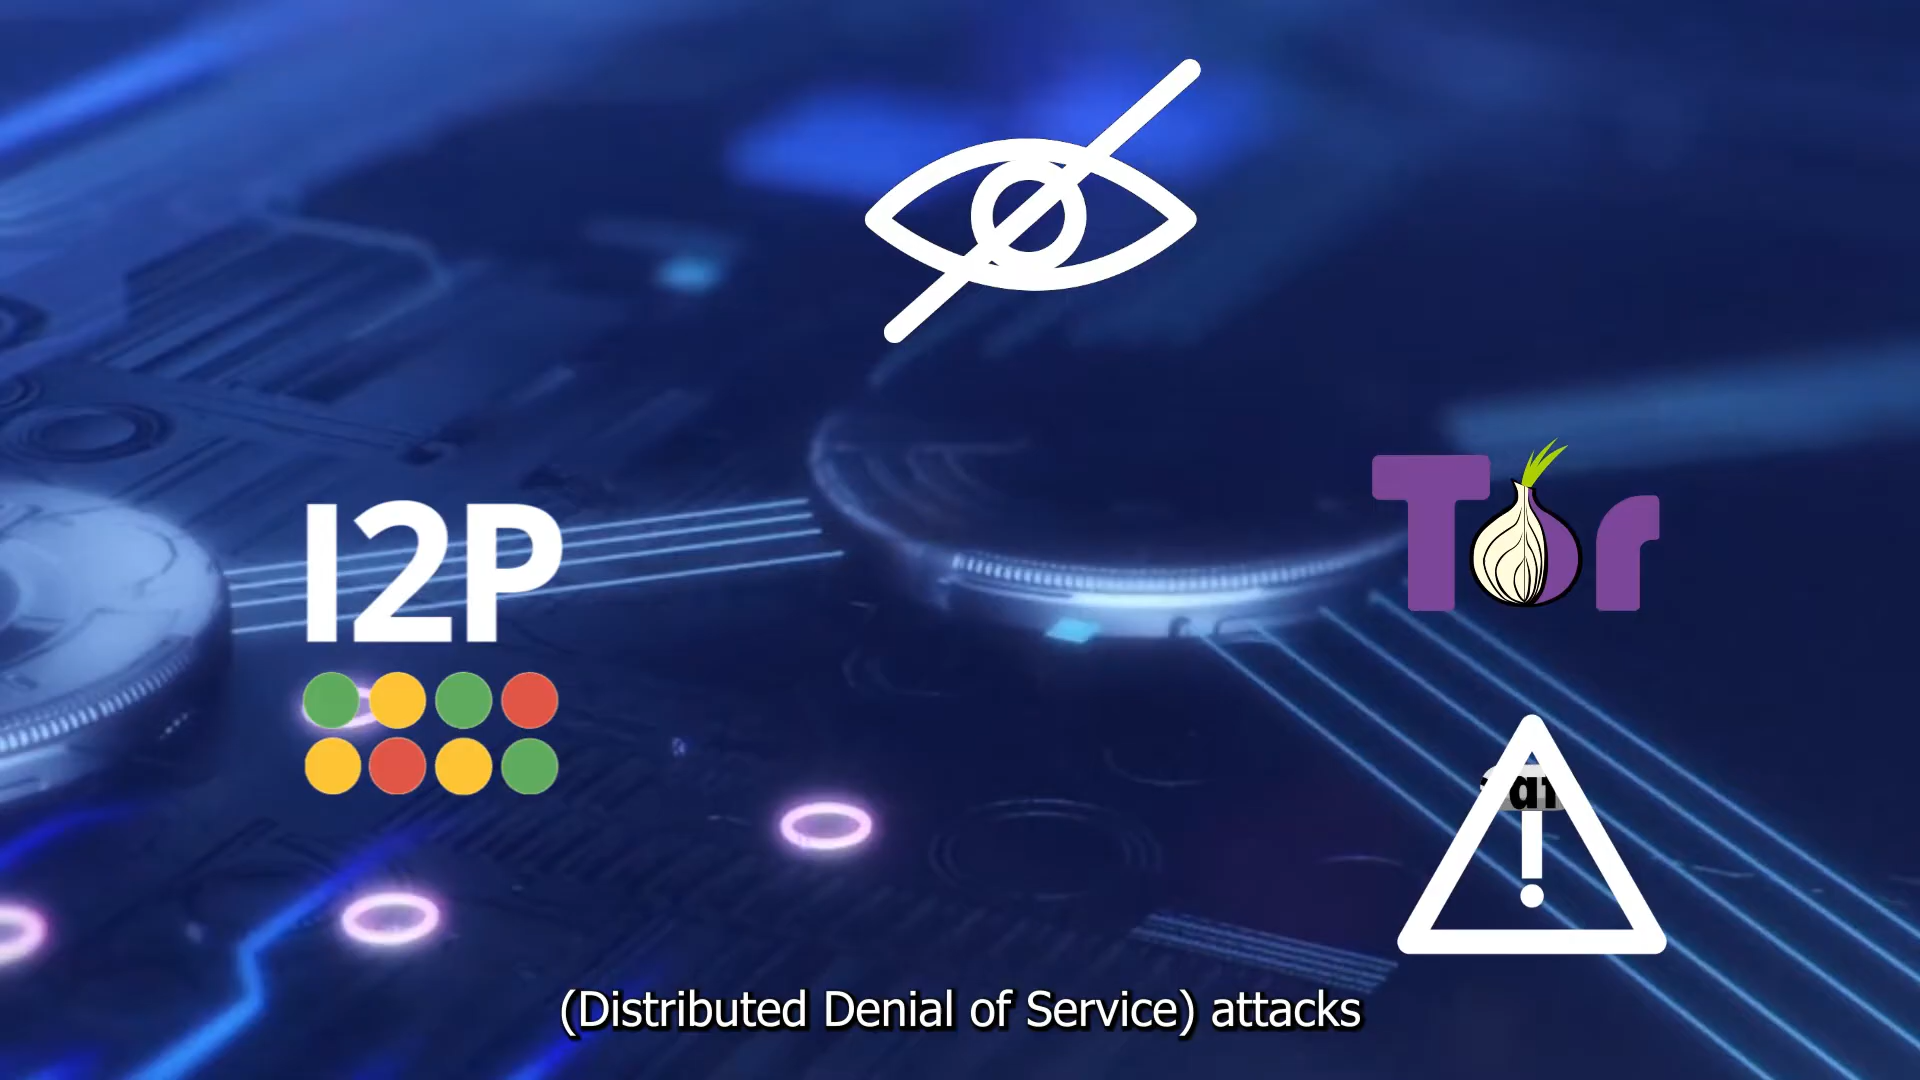 I2P
Tor
!
(Distributed Denial of Service) attacks